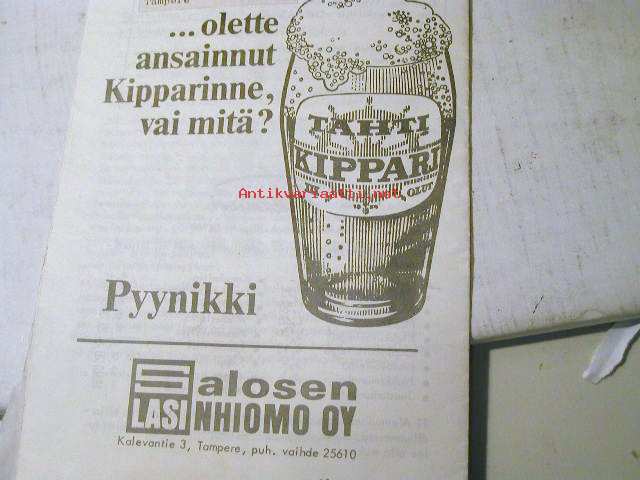 Tampere
... olette
ansainnut
Kipparinne,
vai mitä?
TÄHTI
KIPPARI
OLUT
Antikvariaatti.net
Pyynikki
Salosen
LASINHIOMO OY
Kalevantie 3, Tampere, puh. vaihde 25610